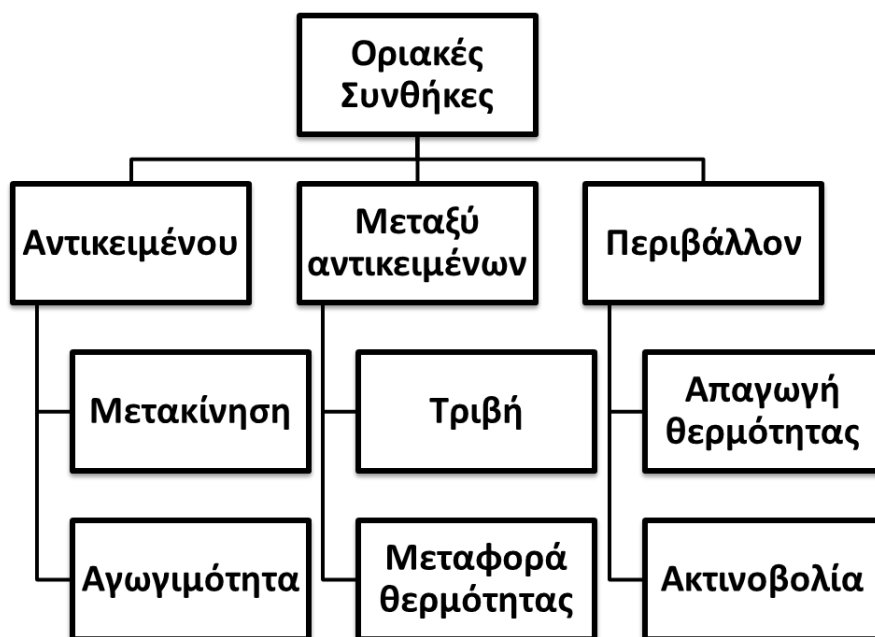 Οριακές
Συνθήκες
Αντικειμένου
Μεταξύ
αντικειμένων
Περιβάλλον
Μετακίνηση
Τριβή
Απαγωγή
θερμότητας
Αγωγιμότητα
Μεταφορά
θερμότητας
Ακτινοβολία